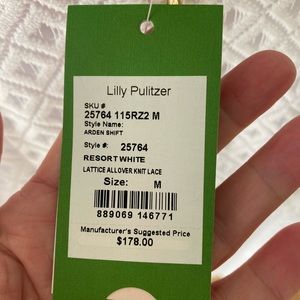 Lilly Pulitzer
SKU #
25764 115RZ2 M
Style Name:
ARDEN SHIFT
Style #: 25764
RESORT WHITE
LATTICE ALLOVER KNIT LACE
Size: M
889069 146771
Manufacturer's Suggested Price
$178.00